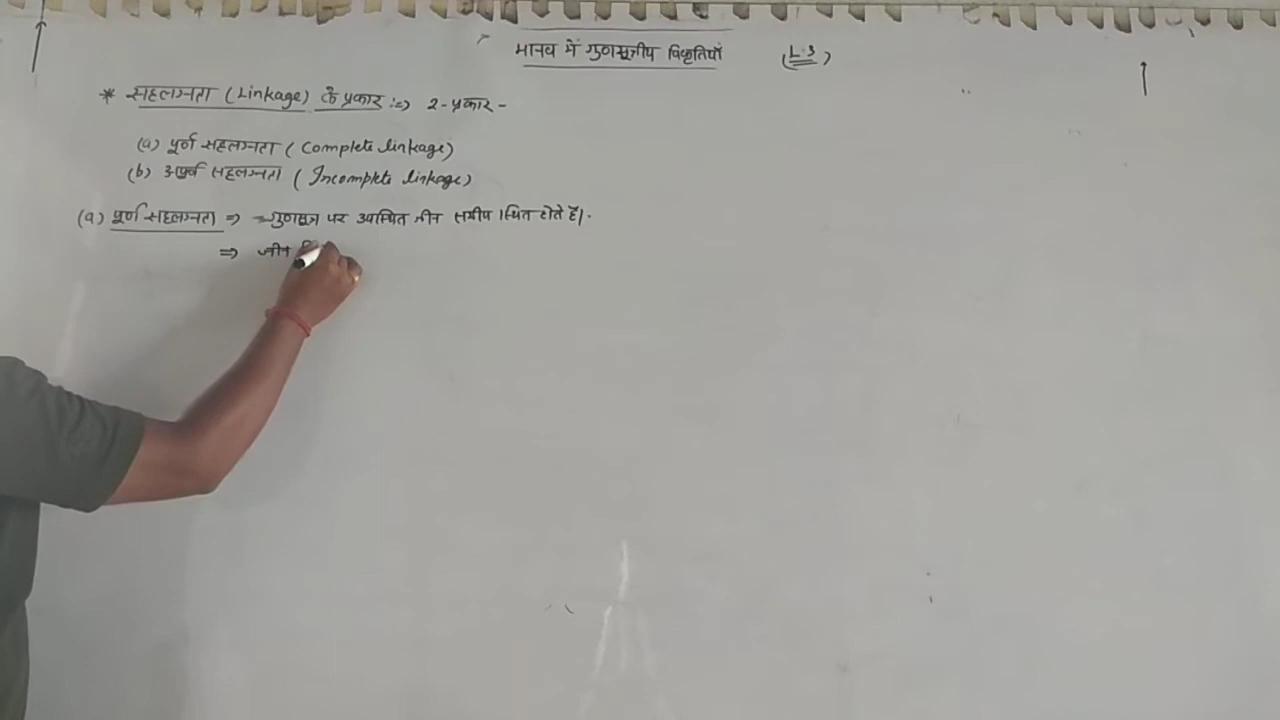 मानव में गुणसूत्रीय विकृतियाँ (L-3)
* सहलग्नता (Linkage) के प्रकार :=> 2-प्रकार-
(a) पूर्ण सहलग्नता (Complete linkage)
(b) अपूर्ण सहलग्नता (Incomplete linkage)
(a) पूर्ण सहलग्नता => गुणसूत्र पर उपस्थित जीन समीप स्थित होते हैं।
=> जीन